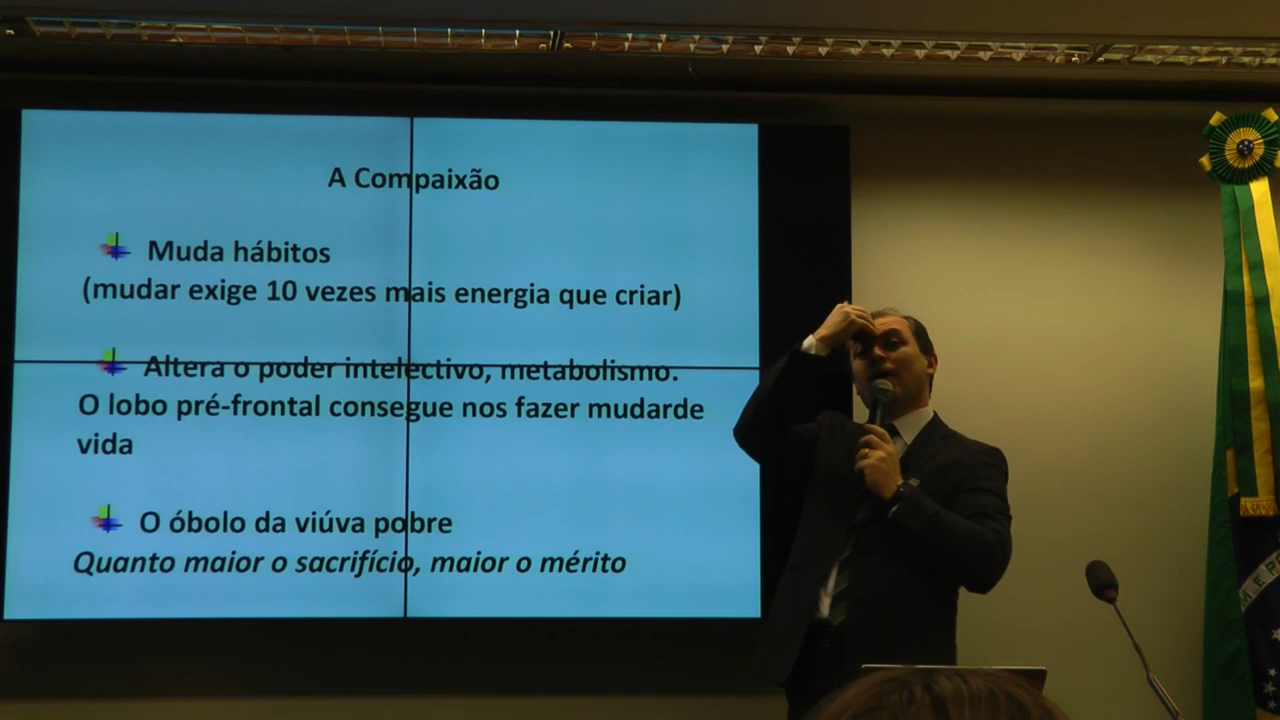 A Compaixão
Muda hábitos
(mudar exige 10 vezes mais energia que criar)
Altera o poder intelectivo, metabolismo.
O lobo pré-frontal consegue nos fazer mudarde
vida
O óbolo da viúva pobre
Quanto maior o sacrifício, maior o mérito
M E P